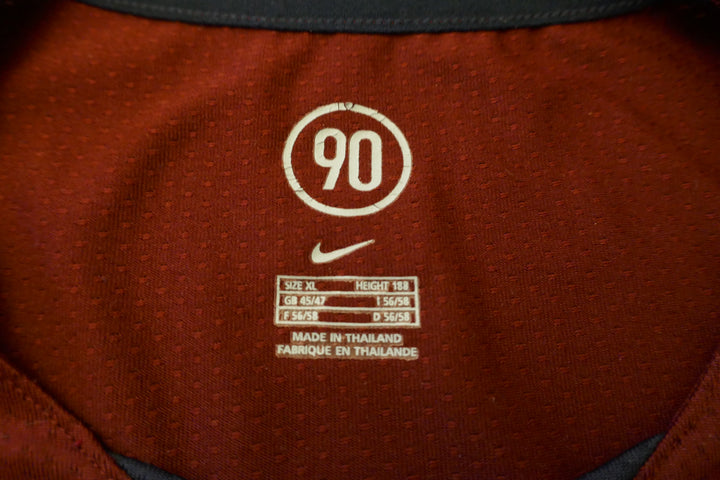 90
SIZE XL HEIGHT 188
GB 45/47 I 56/58
F 56/58 D 56/58
MADE IN THAILAND
FABRIQUE EN THAILANDE